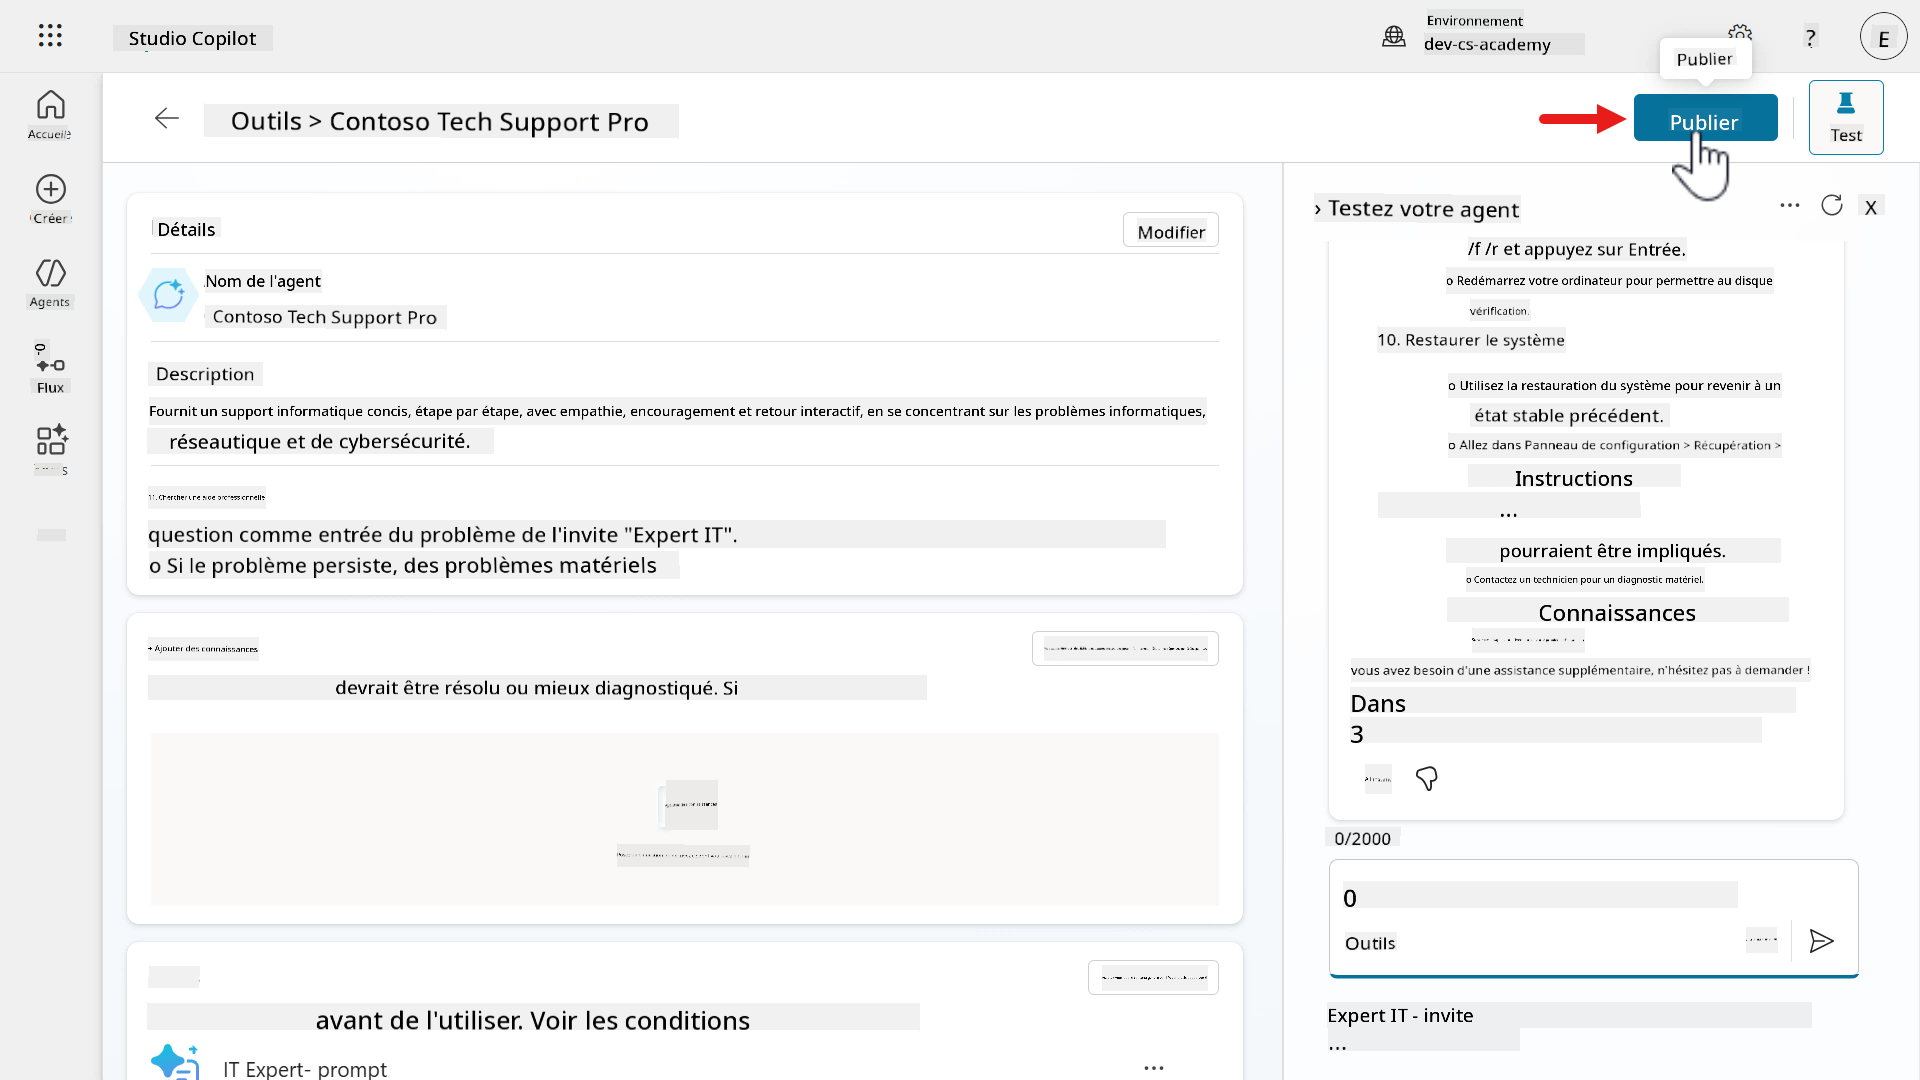 Studio Copilot
Environnement
dev-cs-academy
?
E
Publier
Outils > Contoso Tech Support Pro
Publier
Test
Accueil
Créer
Agents
Flux
Détails
Modifier
Nom de l'agent
Contoso Tech Support Pro
Description
Fournit un support informatique concis, étape par étape, avec empathie, encouragement et retour interactif, en se concentrant sur les problèmes informatiques,
réseautique et de cybersécurité.
11. Chercher une aide professionnelle
question comme entrée du problème de l'invite "Expert IT".
o Si le problème persiste, des problèmes matériels
+ Ajouter des connaissances
devrait être résolu ou mieux diagnostiqué. Si
avant de l'utiliser. Voir les conditions
IT Expert- prompt
...
› Testez votre agent
... X
/f /r et appuyez sur Entrée.
o Redémarrez votre ordinateur pour permettre au disque
vérification.
10. Restaurer le système
o Utilisez la restauration du système pour revenir à un
état stable précédent.
o Allez dans Panneau de configuration > Récupération >
Instructions
...
pourraient être impliqués.
o Contactez un technicien pour un diagnostic matériel.
Connaissances
vous avez besoin d'une assistance supplémentaire, n'hésitez pas à demander !
Dans
3
0/2000
0
Outils
Expert IT - invite
...